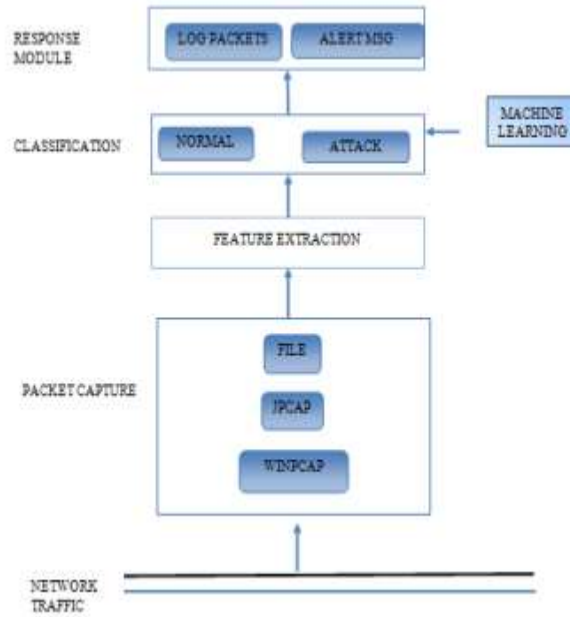 RESPONSE
MODULE
LOG PACKETS
ALERT MSG
CLASSIFICATION
NORMAL
ATTACK
MACHINE
LEARNING
FEATURE EXTRACTION
PACKET CAPTURE
FILE
JPCAP
WINPCAP
NETWORK
TRAFFIC